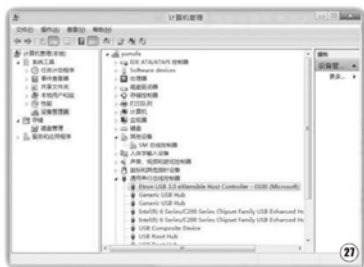 计算机管理
文件(F) 操作(A) 查看(V) 帮助(H)
计算机管理(本地)
系统工具
任务计划程序
事件查看器
共享文件夹
本地用户和组
性能
设备管理器
存储
磁盘管理
服务和应用程序
IDE ATA/ATAPI 控制器
Software devices
处理器
磁盘驱动器
存储控制器
打印队列
计算机
监视器
键盘
其他设备
SM 总线控制器
人体学输入设备
声音、视频和游戏控制器
鼠标和其他指针设备
通用串行总线控制器
Etron USB 3.0 eXtensible Host Controller - 0100 (Microsoft)
Generic USB Hub
Generic USB Hub
Intel(R) 6 Series/C200 Series Chipset Family USB Enhanced Ho
Intel(R) 6 Series/C200 Series Chipset Family USB Enhanced Ho
USB Composite Device
USB Root Hub
操作
设备管...
更多...
27